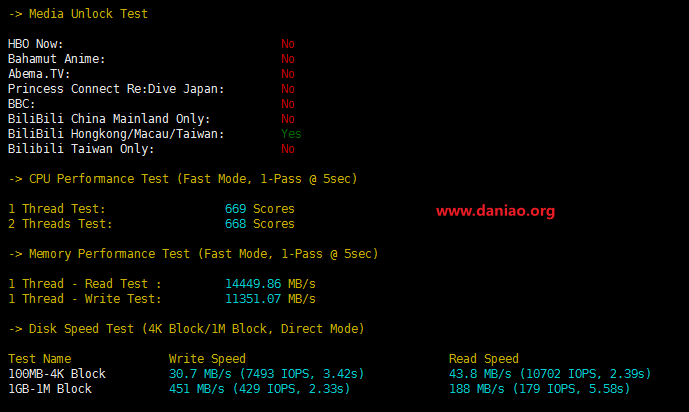 -> Media Unlock Test
HBO Now: No
Bahamut Anime: No
Abema.TV: No
Princess Connect Re:Dive Japan: No
BBC: No
BiliBili China Mainland Only: No
BiliBili Hongkong/Macau/Taiwan: Yes
Bilibili Taiwan Only: No
-> CPU Performance Test (Fast Mode, 1-Pass @ 5sec)
1 Thread Test: 669 Scores
2 Threads Test: 668 Scores
www.daniao.org
-> Memory Performance Test (Fast Mode, 1-Pass @ 5sec)
1 Thread - Read Test : 14449.86 MB/s
1 Thread - Write Test: 11351.07 MB/s
-> Disk Speed Test (4K Block/1M Block, Direct Mode)
Test Name Write Speed Read Speed
100MB-4K Block 30.7 MB/s (7493 IOPS, 3.42s) 43.8 MB/s (10702 IOPS, 2.39s)
1GB-1M Block 451 MB/s (429 IOPS, 2.33s) 188 MB/s (179 IOPS, 5.58s)